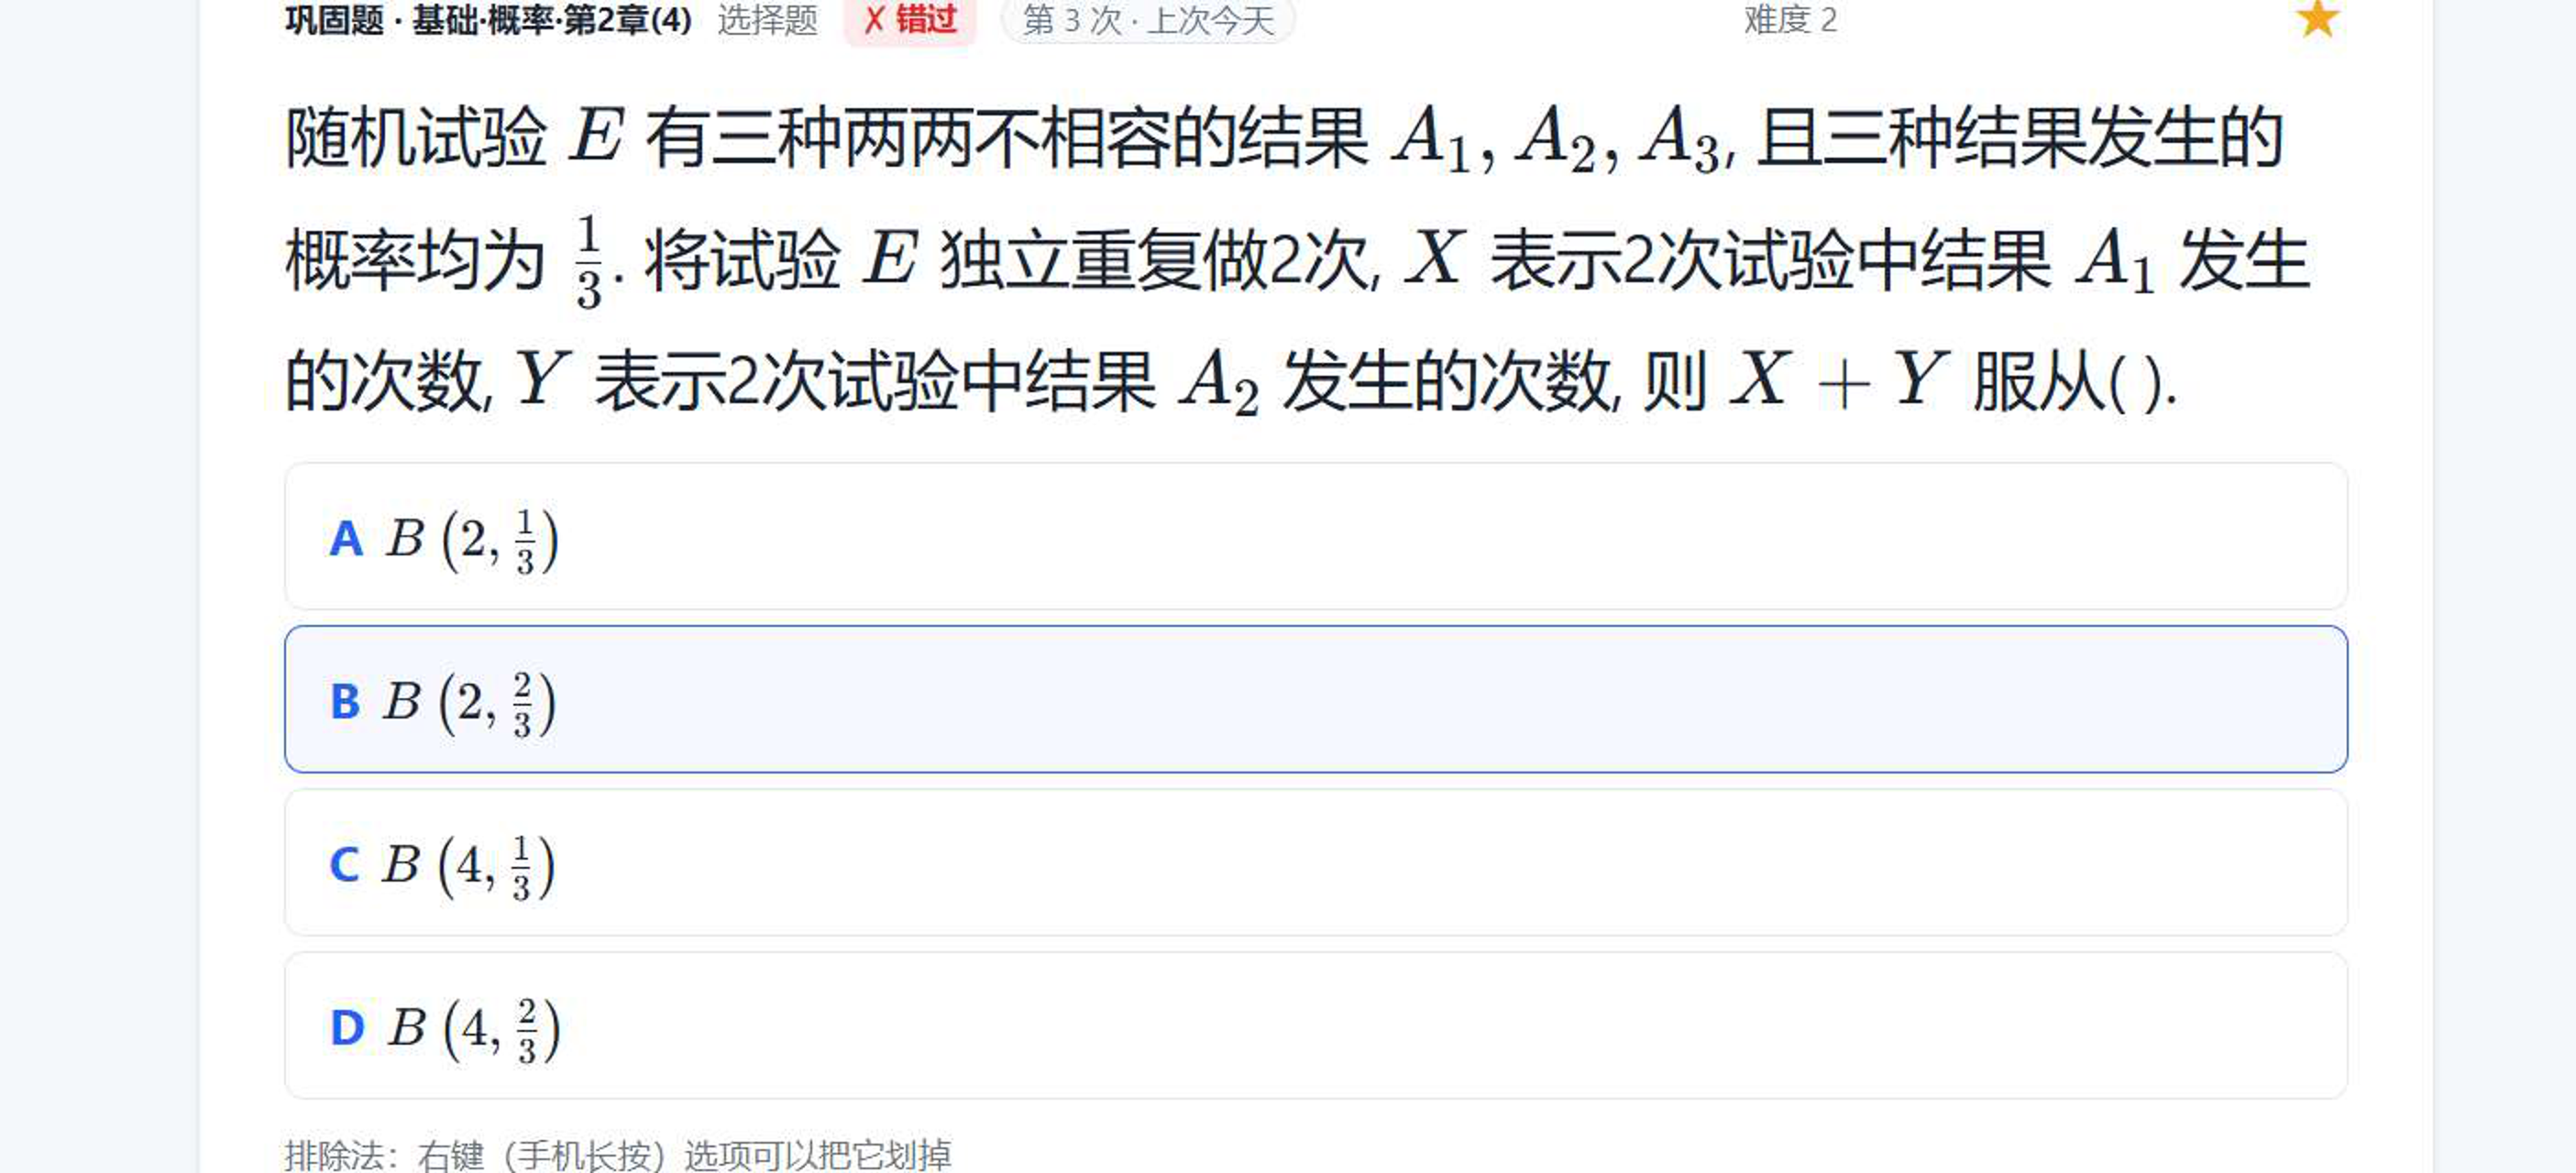 巩固题 · 基础·概率·第2章(4) 选择题 ✗ 错过 第 3 次 · 上次今天 难度 2 ★
随机试验 E 有三种两两不相容的结果 A₁, A₂, A₃, 且三种结果发生的
概率均为 1/3. 将试验 E 独立重复做2次, X 表示2次试验中结果 A₁ 发生
的次数, Y 表示2次试验中结果 A₂ 发生的次数, 则 X + Y 服从( ).
A B (2, 1/3)
B B (2, 2/3)
C B (4, 1/3)
D B (4, 2/3)
排除法：右键（手机长按）选项可以把它划掉